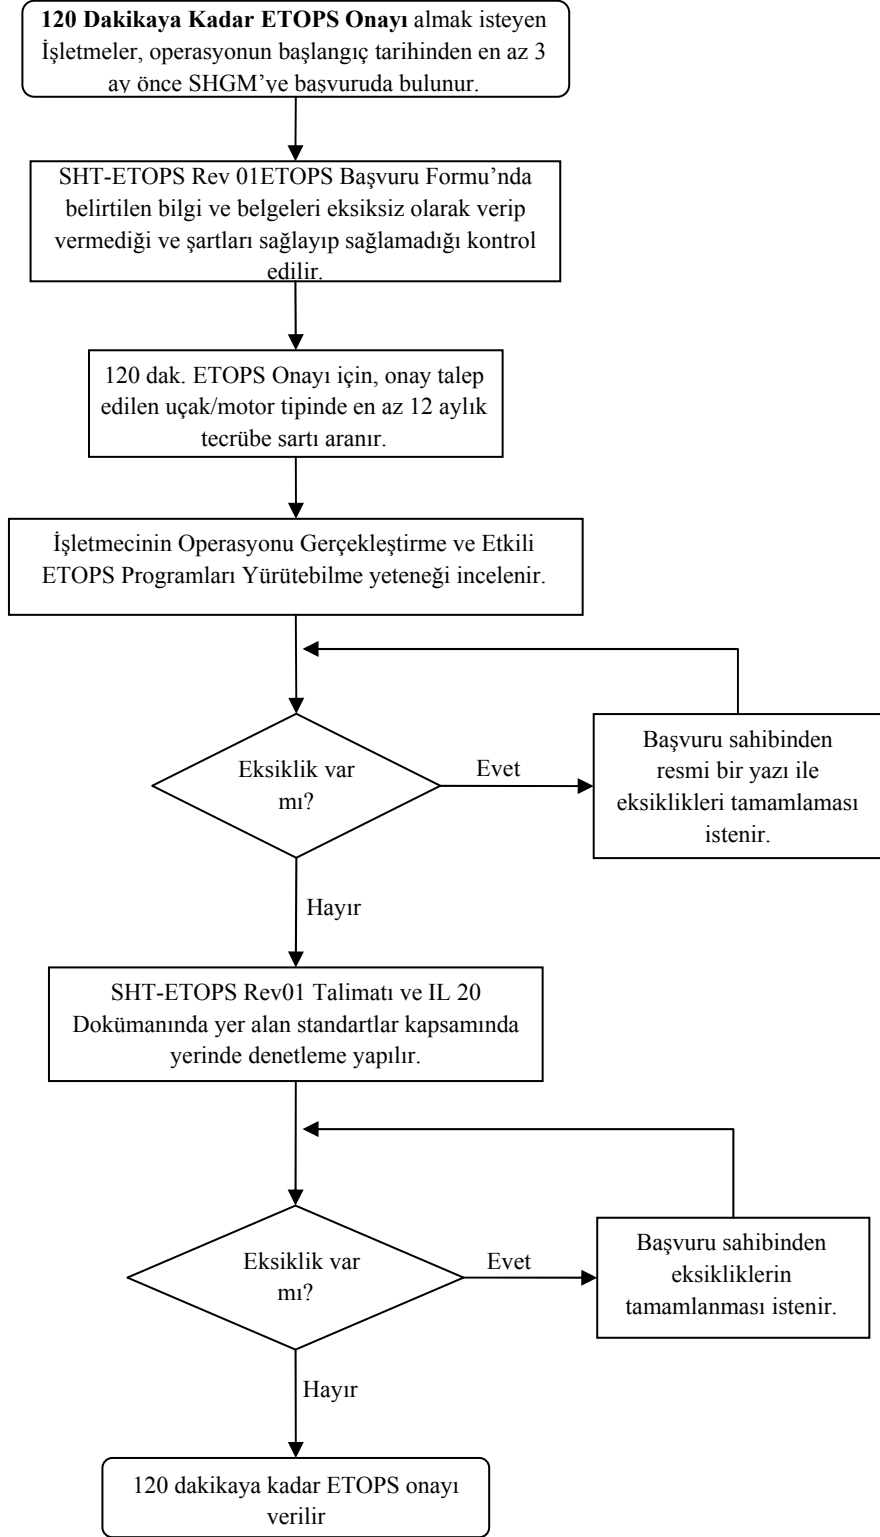 120 Dakikaya Kadar ETOPS Onayı almak isteyen
İşletmeler, operasyonun başlangıç tarihinden en az 3
ay önce SHGM’ye başvuruda bulunur.
SHT-ETOPS Rev 01ETOPS Başvuru Formu’nda
belirtilen bilgi ve belgeleri eksiksiz olarak verip
vermediği ve şartları sağlayıp sağlamadığı kontrol
edilir.
120 dak. ETOPS Onayı için, onay talep
edilen uçak/motor tipinde en az 12 aylık
tecrübe sartı aranır.
İşletmecinin Operasyonu Gerçekleştirme ve Etkili
ETOPS Programları Yürütebilme yeteneği incelenir.
Eksiklik var
mı?
Evet
Başvuru sahibinden
resmi bir yazı ile
eksiklikleri tamamlaması
istenir.
Hayır
SHT-ETOPS Rev01 Talimatı ve IL 20
Dokümanında yer alan standartlar kapsamında
yerinde denetleme yapılır.
Eksiklik var
mı?
Evet
Başvuru sahibinden
eksikliklerin
tamamlanması istenir.
Hayır
120 dakikaya kadar ETOPS onayı
verilir